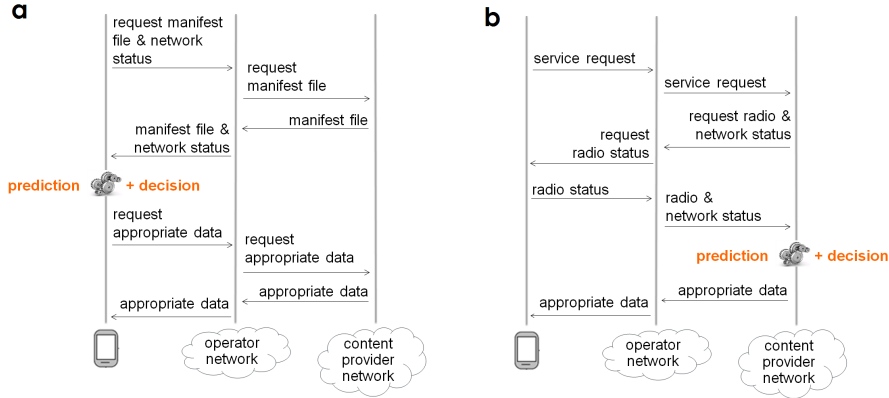 a
request manifest
file & network
status
request
manifest file
manifest file
manifest file &
network status
prediction + decision
request
appropriate data
request
appropriate data
appropriate data
appropriate data
operator
network
content
provider
network
b
service request
service request
request radio &
network status
request
radio status
radio status
radio &
network status
prediction + decision
appropriate data
appropriate data
operator
network
content
provider
network